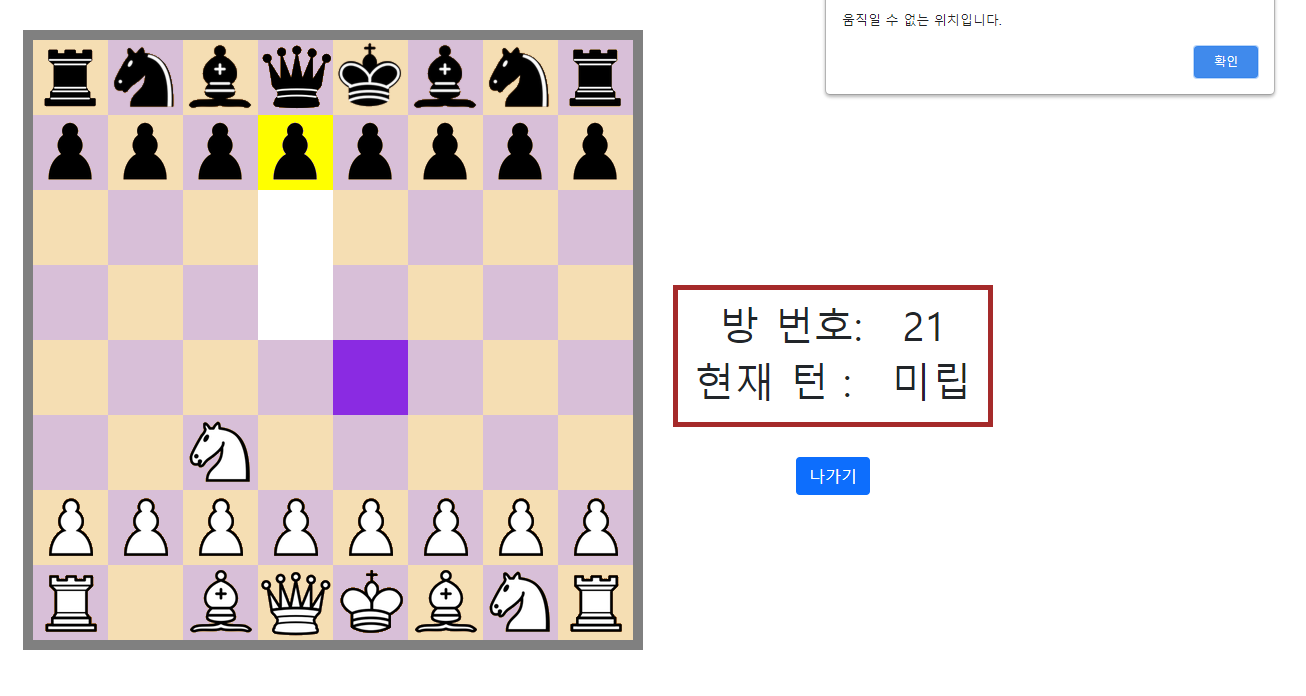 움직일 수 없는 위치입니다.
확인
방 번호: 21
현재 턴 : 미립
나가기